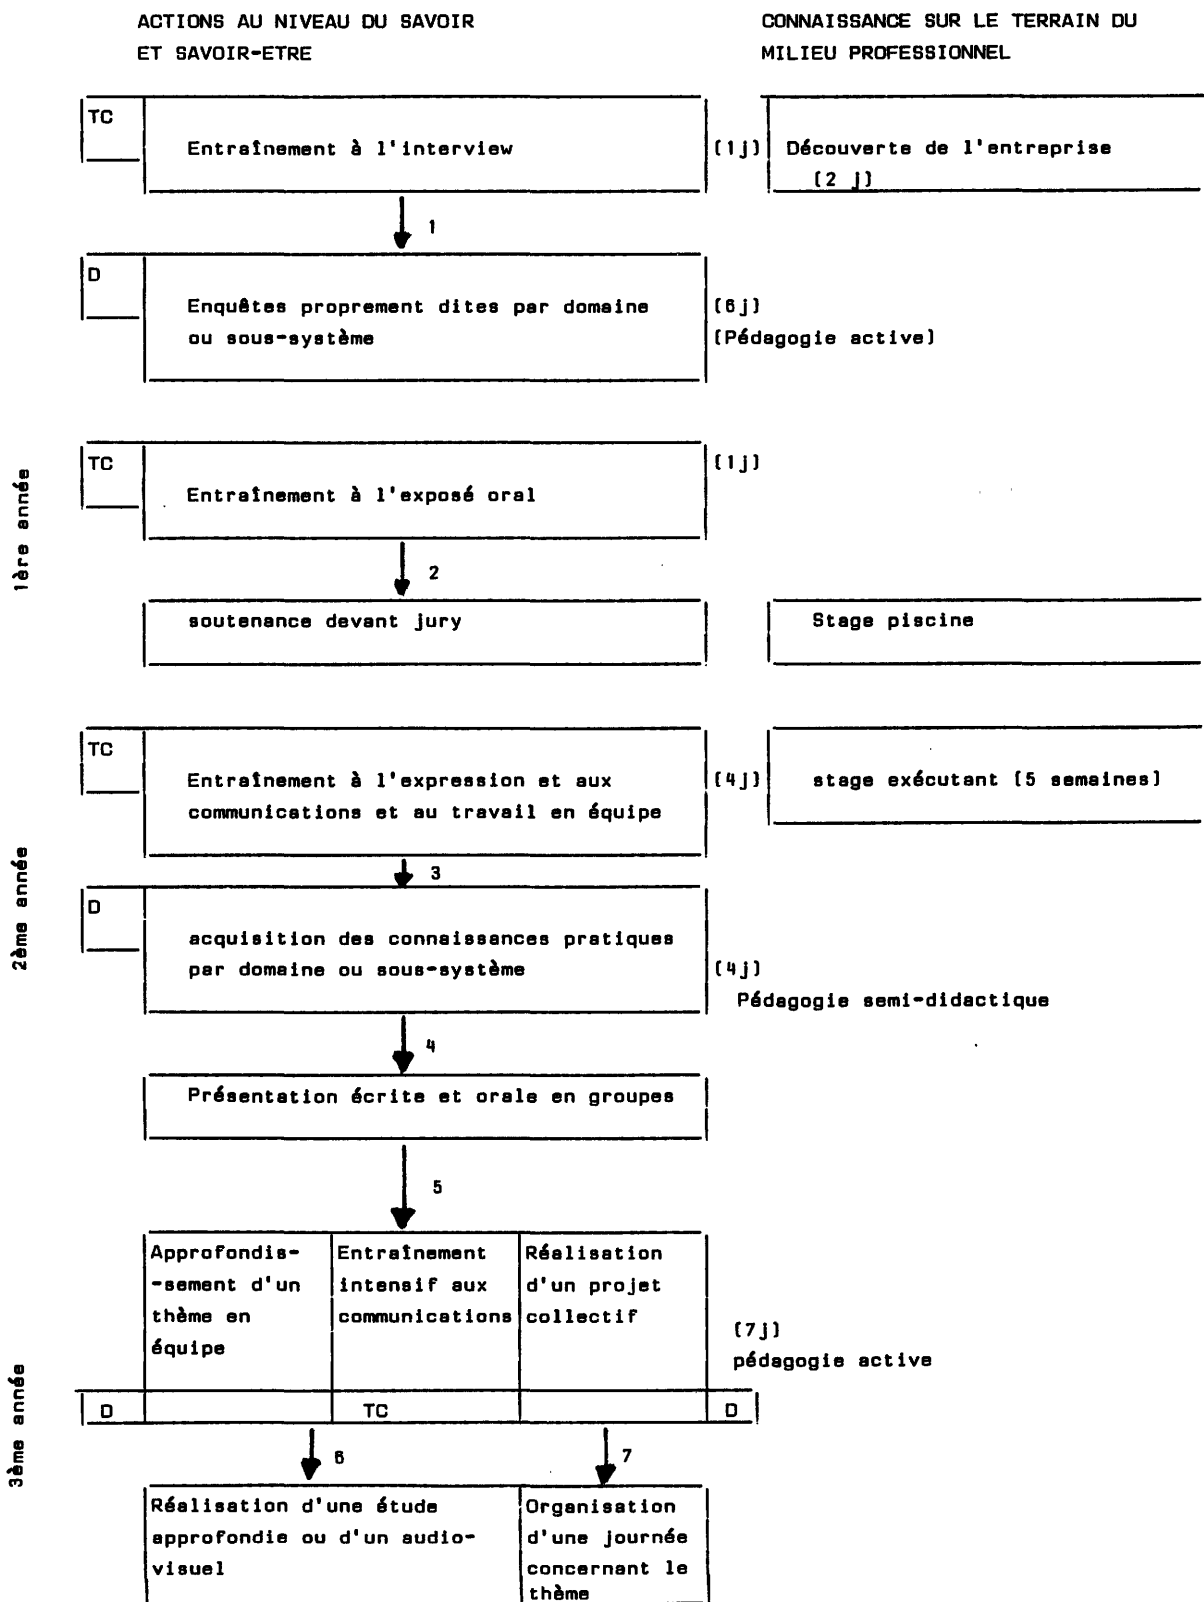 ACTIONS AU NIVEAU DU SAVOIR
ET SAVOIR-ETRE
CONNAISSANCE SUR LE TERRAIN DU
MILIEU PROFESSIONNEL
1ère année
TC
Entraînement à l'interview
(1j)
Découverte de l'entreprise
(2 j)
1
D
Enquêtes proprement dites par domaine
ou sous-système
(6j)
(Pédagogie active)
TC
Entraînement à l'exposé oral
(1j)
2
soutenance devant jury
Stage piscine
2ème année
TC
Entraînement à l'expression et aux
communications et au travail en équipe
(4j)
stage exécutant (5 semaines)
3
D
acquisition des connaissances pratiques
par domaine ou sous-système
(4j)
Pédagogie semi-didactique
4
Présentation écrite et orale en groupes
5
3ème année
Approfondis-
-sement d'un
thème en
équipe
Entraînement
intensif aux
communications
Réalisation
d'un projet
collectif
(7j)
pédagogie active
D
TC
D
6
7
Réalisation d'une étude
approfondie ou d'un audio-
visuel
Organisation
d'une journée
concernant le
thème